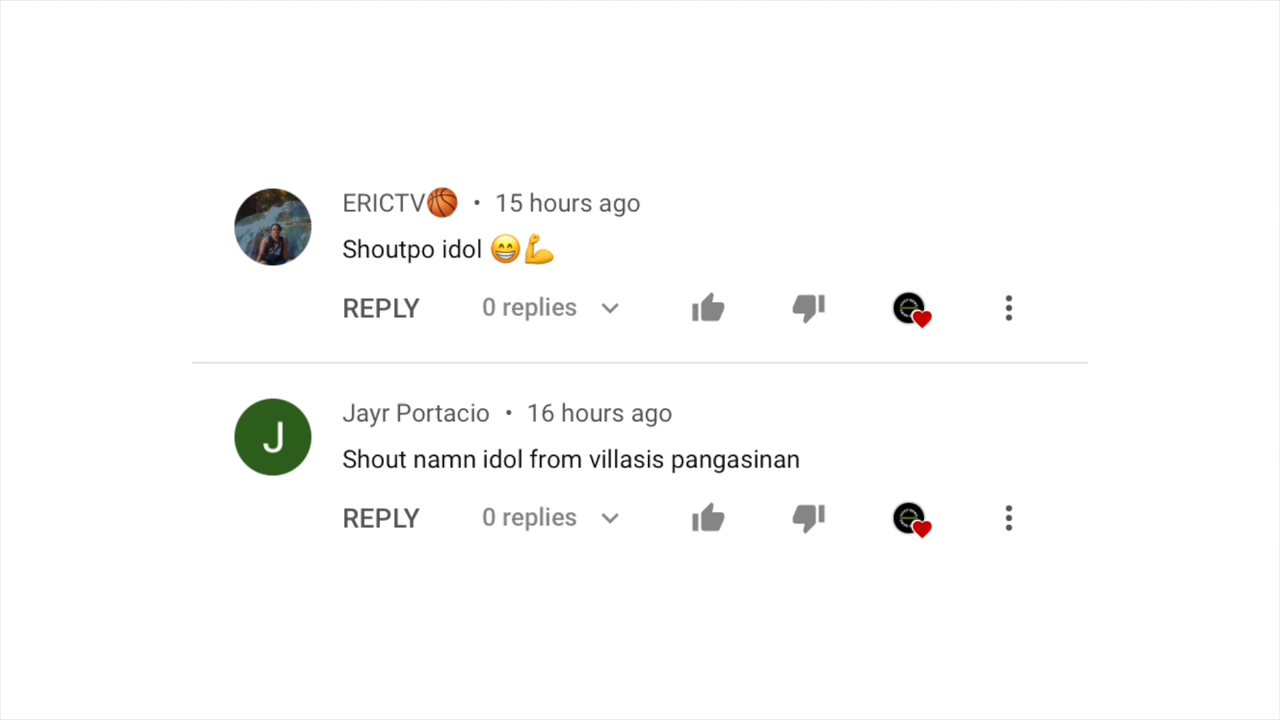 ERICTV🏀 • 15 hours ago
Shoutpo idol 😁💪
REPLY 0 replies
J
Jayr Portacio • 16 hours ago
Shout namn idol from villasis pangasinan
REPLY 0 replies